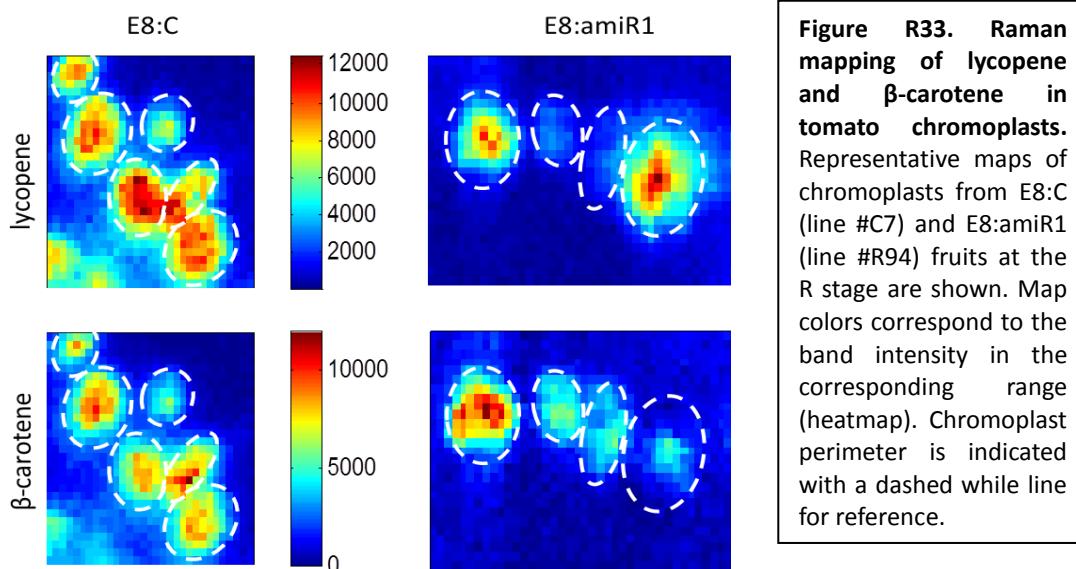 E8:C
E8:amiR1
lycopene
12000
10000
8000
6000
4000
2000
β-carotene
10000
5000
0
Figure R33. Raman
mapping of lycopene
and β-carotene in
tomato chromoplasts.
Representative maps of
chromoplasts from E8:C
(line #C7) and E8:amiR1
(line #R94) fruits at the
R stage are shown. Map
colors correspond to the
band intensity in the
corresponding range
(heatmap). Chromoplast
perimeter is indicated
with a dashed while line
for reference.